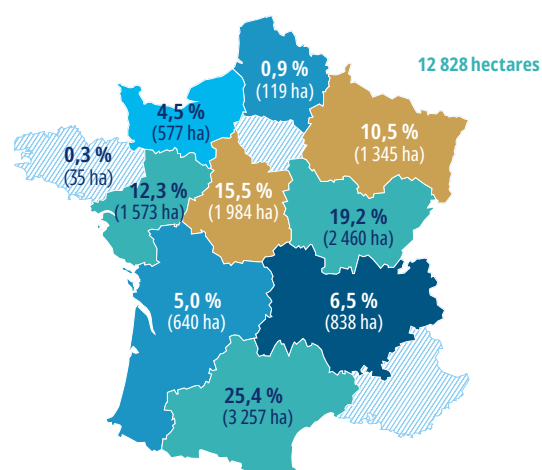 0,9 %
(119 ha)
12 828 hectares
4,5 %
(577 ha)
10,5 %
(1 345 ha)
0,3 %
(35 ha)
12,3 %
(1 573 ha)
15,5 %
(1 984 ha)
19,2 %
(2 460 ha)
5,0 %
(640 ha)
6,5 %
(838 ha)
25,4 %
(3 257 ha)